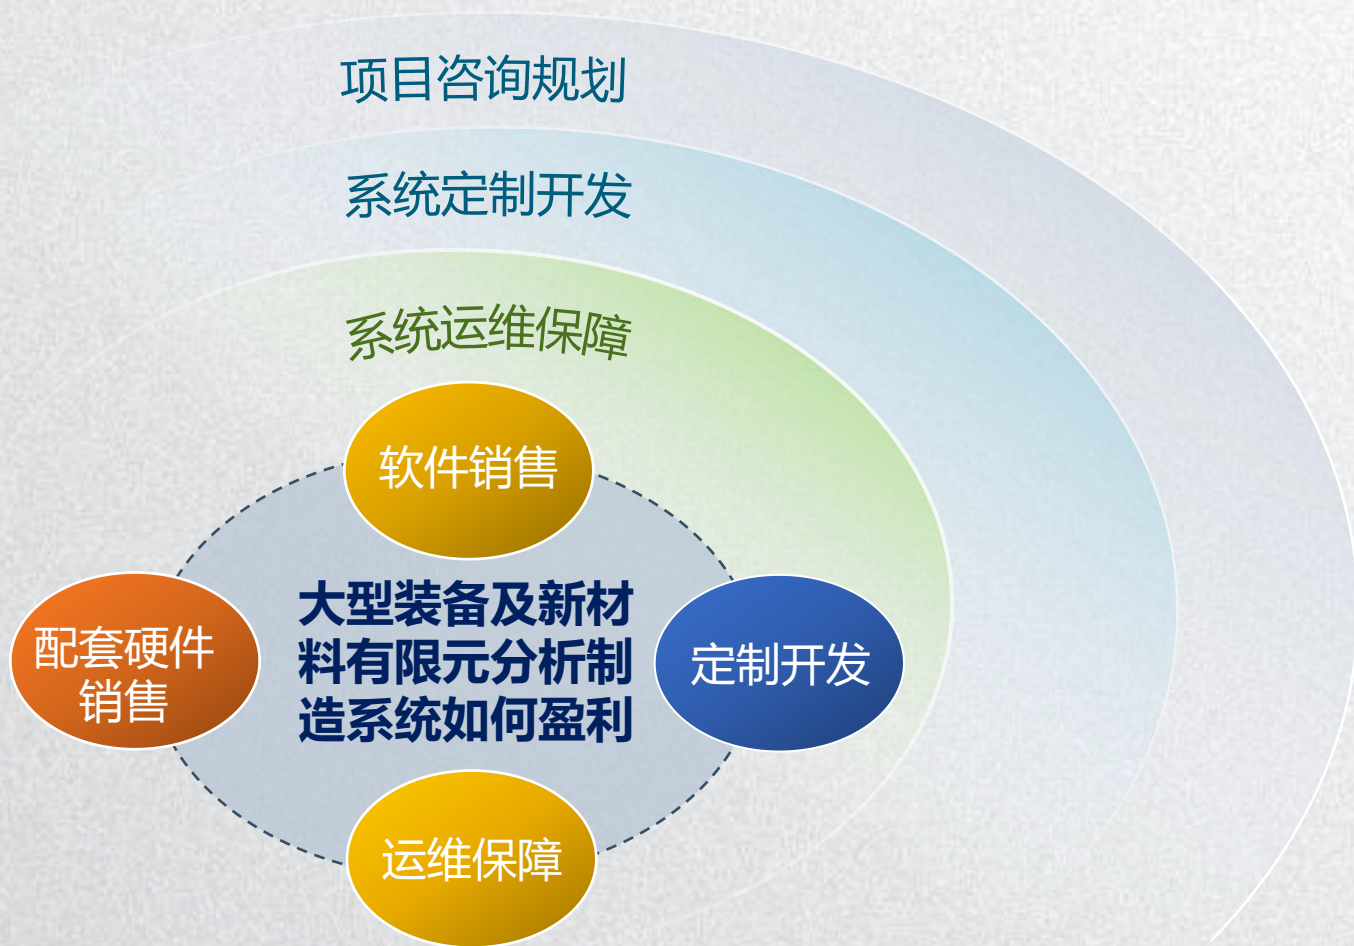 项目咨询规划
系统定制开发
系统运维保障
软件销售
大型装备及新材
料有限元分析制
造系统如何盈利
配套硬件
销售
定制开发
运维保障